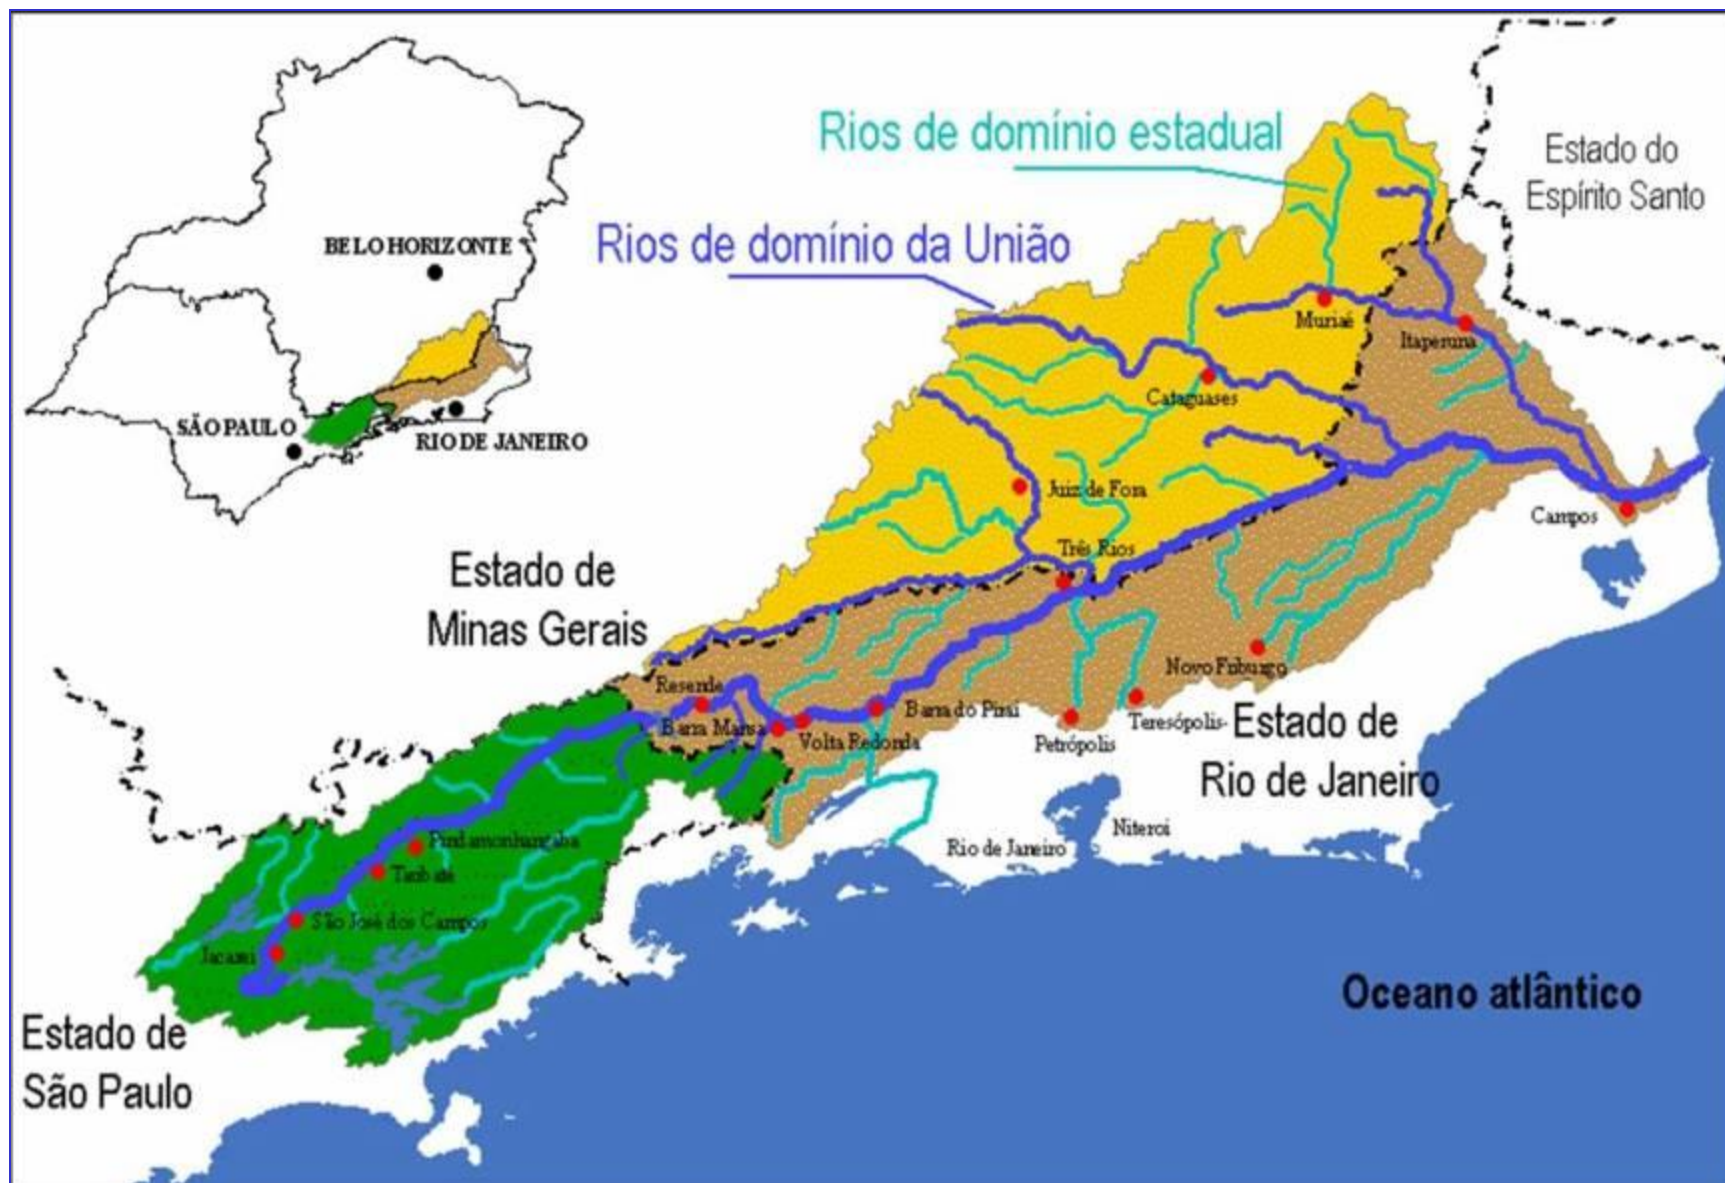 Rios de domínio estadual
Estado do
Espírito Santo
Rios de domínio da União
BELO HORIZONTE
Muriaé
Itaperuna
Cataguases
SÃO PAULO
RIO DE JANEIRO
Juiz de Fora
Campos
Três Rios
Estado de
Minas Gerais
Novo Friburgo
Resende
Barra do Piraí
Barra Mansa
Volta Redonda
Teresópolis
Petrópolis
Estado de
Rio de Janeiro
Niteroi
Rio de Janeiro
Pindamonhangaba
Taubaté
São José dos Campos
Jacareí
Oceano atlântico
Estado de
São Paulo